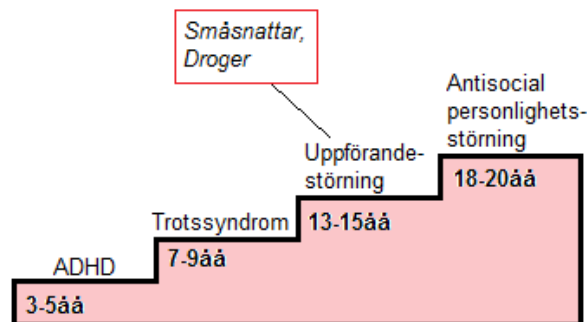 Småsnattar,
Droger
Antisocial
personlighets-
störning
Uppförande-
störning
18-20åå
Trotssyndrom
13-15åå
ADHD
7-9åå
3-5åå